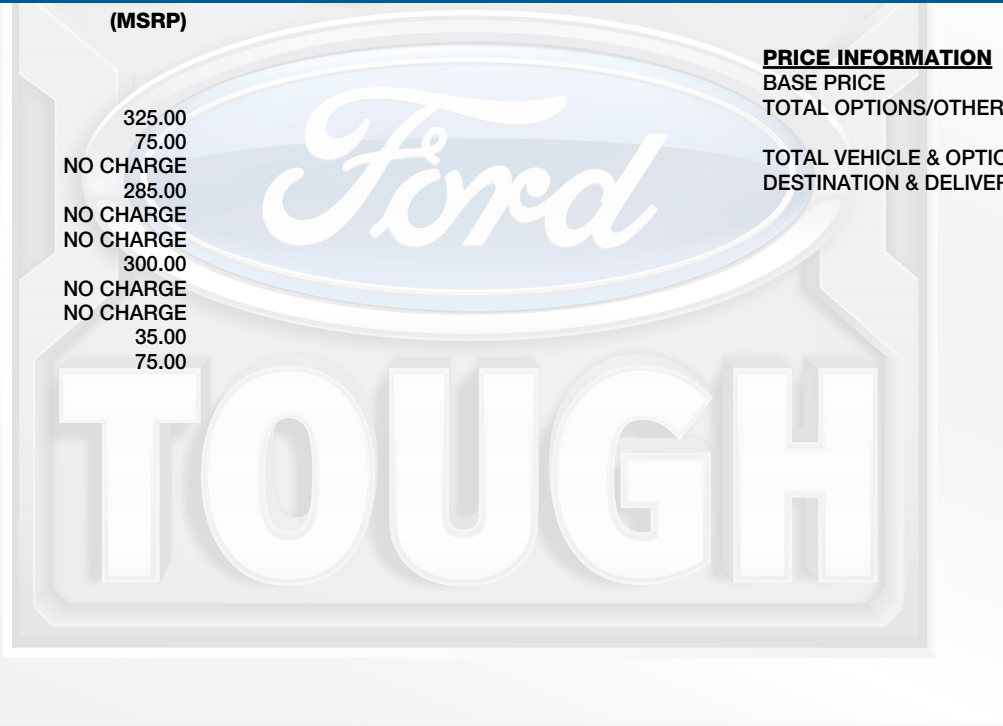 (MSRP)
325.00
75.00
NO CHARGE
285.00
NO CHARGE
NO CHARGE
300.00
NO CHARGE
NO CHARGE
35.00
75.00
PRICE INFORMATION
BASE PRICE
TOTAL OPTIONS/OTHER
TOTAL VEHICLE & OPTIO
DESTINATION & DELIVER
Ford
TOUGH